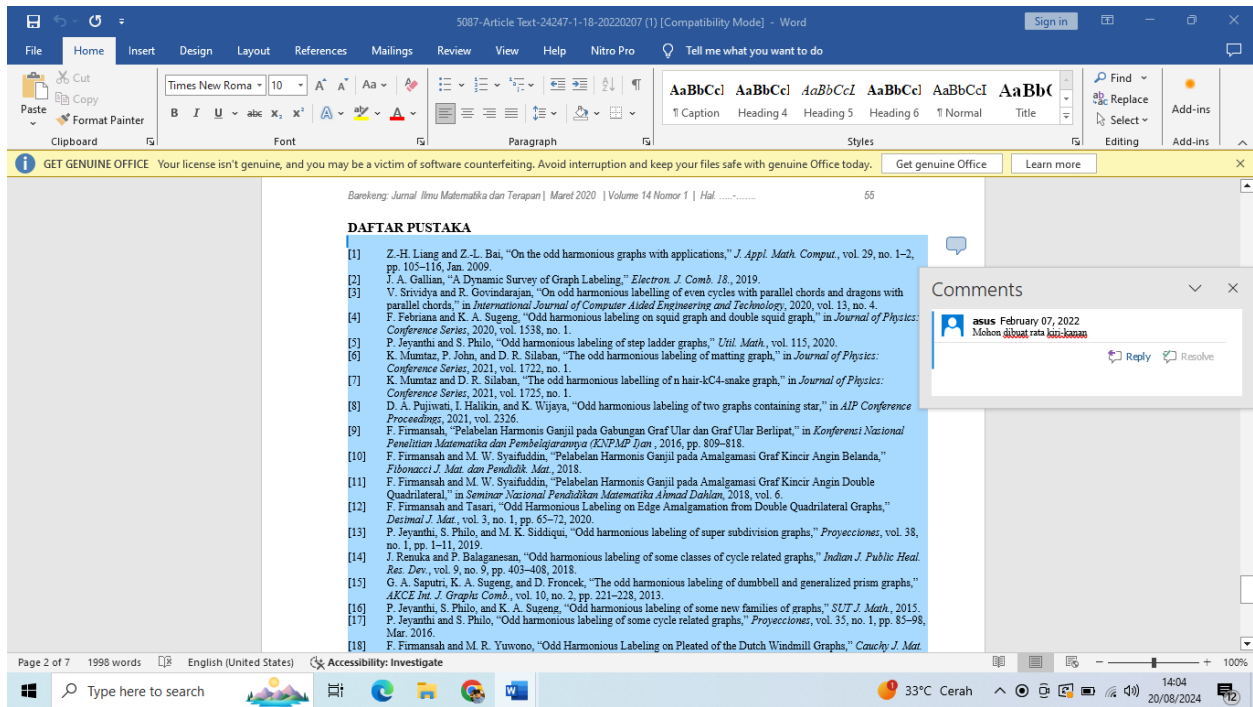 5087-Article Text-24247-1-18-20220207 (1) [Compatibility Mode] - Word
Sign in
File Home Insert Design Layout References Mailings Review View Help Nitro Pro Tell me what you want to do
Cut
Copy
Paste
Format Painter
Clipboard
Times New Roma 10
Font
Paragraph
AaBbCcl AaBbCcl AaBbCcL AaBbCcl AaBbCcI AaBb(
¶ Caption Heading 4 Heading 5 Heading 6 ¶ Normal Title
Styles
Find
Replace
Select
Editing
Add-ins
Add-ins
GET GENUINE OFFICE Your license isn't genuine, and you may be a victim of software counterfeiting. Avoid interruption and keep your files safe with genuine Office today. Get genuine Office Learn more
Barekeng: Jurnal Ilmu Matematika dan Terapan | Maret 2020 | Volume 14 Nomor 1 | Hal. .....-....... 55
DAFTAR PUSTAKA
[1] Z.-H. Liang and Z.-L. Bai, “On the odd harmonious graphs with applications,” J. Appl. Math. Comput., vol. 29, no. 1–2,
pp. 105–116, Jan. 2009.
[2] J. A. Gallian, “A Dynamic Survey of Graph Labeling,” Electron. J. Comb. 18., 2019.
[3] V. Srividya and R. Govindarajan, “On odd harmonious labelling of even cycles with parallel chords and dragons with
parallel chords,” in International Journal of Computer Aided Engineering and Technology, 2020, vol. 13, no. 4.
[4] F. Febriana and K. A. Sugeng, “Odd harmonious labeling on squid graph and double squid graph,” in Journal of Physics:
Conference Series, 2020, vol. 1538, no. 1.
[5] P. Jeyanthi and S. Philo, “Odd harmonious labeling of step ladder graphs,” Util. Math., vol. 115, 2020.
[6] K. Mumtaz, P. John, and D. R. Silaban, “The odd harmonious labeling of matting graph,” in Journal of Physics:
Conference Series, 2021, vol. 1722, no. 1.
[7] K. Mumtaz and D. R. Silaban, “The odd harmonious labelling of n hair-kC4-snake graph,” in Journal of Physics:
Conference Series, 2021, vol. 1725, no. 1.
[8] D. A. Pujiwati, I. Halikin, and K. Wijaya, “Odd harmonious labeling of two graphs containing star,” in AIP Conference
Proceedings, 2021, vol. 2326.
[9] F. Firmansah, “Pelabelan Harmonis Ganjil pada Gabungan Graf Ular dan Graf Ular Berlipat,” in Konferensi Nasional
Penelitian Matematika dan Pembelajarannya (KNPMP I)an , 2016, pp. 809–818.
[10] F. Firmansah and M. W. Syaifuddin, “Pelabelan Harmonis Ganjil pada Amalgamasi Graf Kincir Angin Belanda,”
Fibonacci J. Mat. dan Pendidik. Mat., 2018.
[11] F. Firmansah and M. W. Syaifuddin, “Pelabelan Harmonis Ganjil pada Amalgamasi Graf Kincir Angin Double
Quadrilateral,” in Seminar Nasional Pendidikan Matematika Ahmad Dahlan, 2018, vol. 6.
[12] F. Firmansah and Tasari, “Odd Harmonious Labeling on Edge Amalgamation from Double Quadrilateral Graphs,”
Desimal J. Mat., vol. 3, no. 1, pp. 65–72, 2020.
[13] P. Jeyanthi, S. Philo, and M. K. Siddiqui, “Odd harmonious labeling of super subdivision graphs,” Proyecciones, vol. 38,
no. 1, pp. 1–11, 2019.
[14] J. Renuka and P. Balaganesan, “Odd harmonious labeling of some classes of cycle related graphs,” Indian J. Public Heal.
Res. Dev., vol. 9, no. 9, pp. 403–408, 2018.
[15] G. A. Saputri, K. A. Sugeng, and D. Froncek, “The odd harmonious labeling of dumbbell and generalized prism graphs,”
AKCE Int. J. Graphs Comb., vol. 10, no. 2, pp. 221–228, 2013.
[16] P. Jeyanthi, S. Philo, and K. A. Sugeng, “Odd harmonious labeling of some new families of graphs,” SUT J. Math., 2015.
[17] P. Jeyanthi and S. Philo, “Odd harmonious labeling of some cycle related graphs,” Proyecciones, vol. 35, no. 1, pp. 85–98,
Mar. 2016.
[18] F. Firmansah and M. R. Yuwono, “Odd Harmonious Labeling on Pleated of the Dutch Windmill Graphs,” Cauchy J. Mat.
Comments
asus February 07, 2022
Mohon dibuat rata kiri-kanan
Reply Resolve
Page 2 of 7 1998 words English (United States) Accessibility: Investigate 100%
Type here to search
33°C Cerah
14:04
20/08/2024